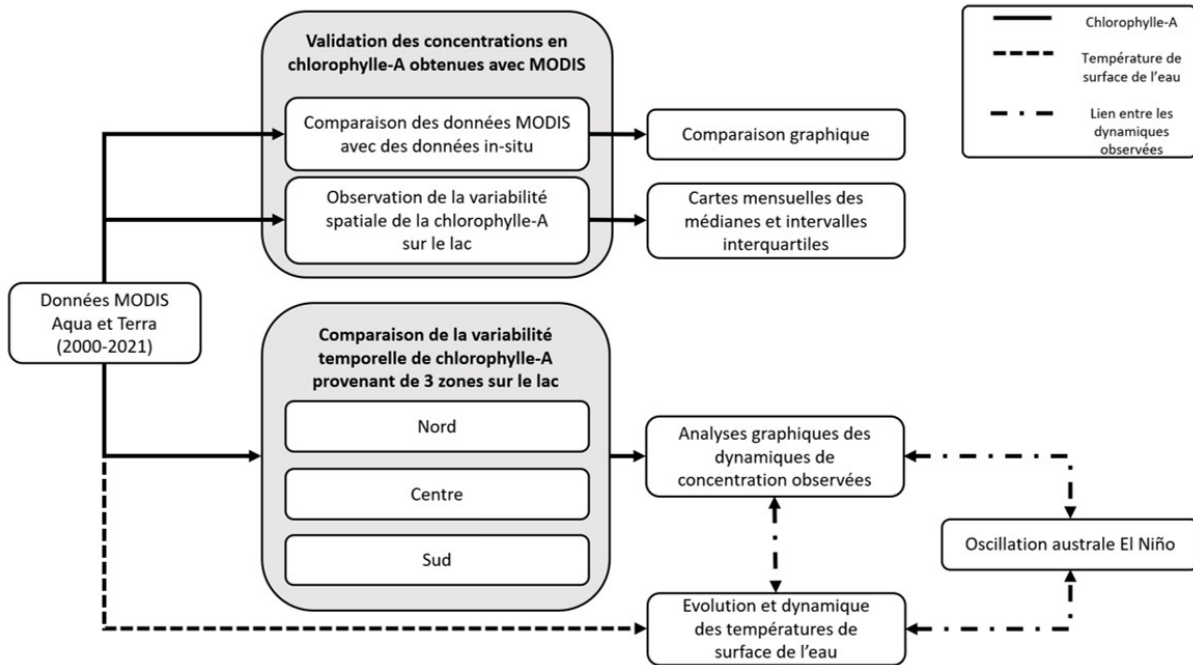 Validation des concentrations en
chlorophylle-A obtenues avec MODIS
Comparaison des données MODIS
avec des données in-situ
Comparaison graphique
Observation de la variabilité
spatiale de la chlorophylle-A
sur le lac
Cartes mensuelles des
médianes et intervalles
interquartiles
Chlorophylle-A
Température de
surface de l'eau
Lien entre les
dynamiques
observées
Données MODIS
Aqua et Terra
(2000-2021)
Comparaison de la variabilité
temporelle de chlorophylle-A
provenant de 3 zones sur le lac
Nord
Centre
Sud
Analyses graphiques des
dynamiques de
concentration observées
Oscillation australe El Niño
Evolution et dynamique
des températures de
surface de l'eau